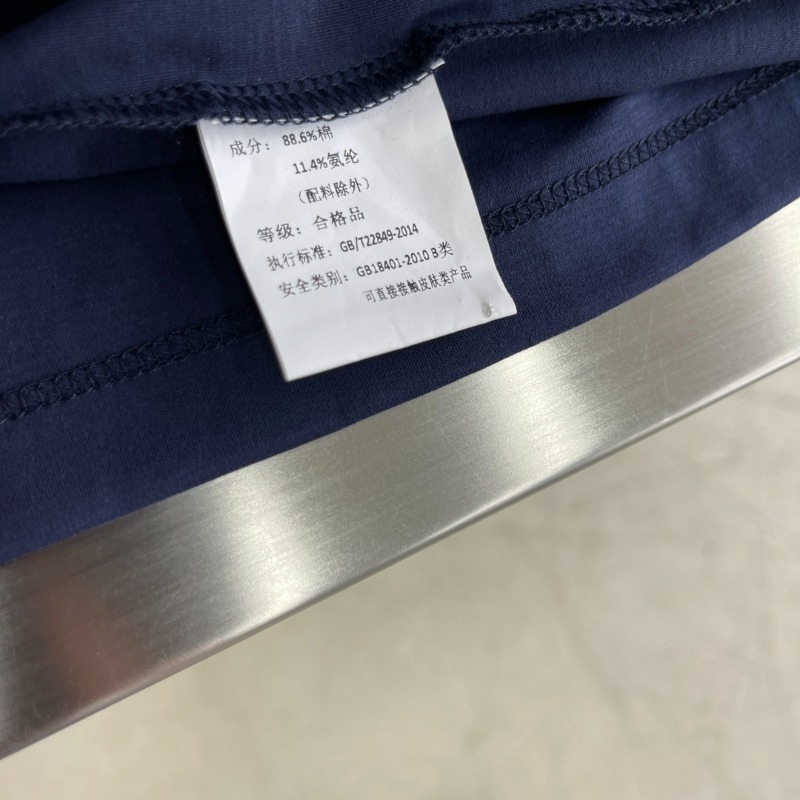 成分： 88.6%棉
11.4%氨纶
（配料除外）
等级：合格品
执行标准：GB/T22849-2014
安全类别：GB18401-2010 B类
可直接接触皮肤类产品